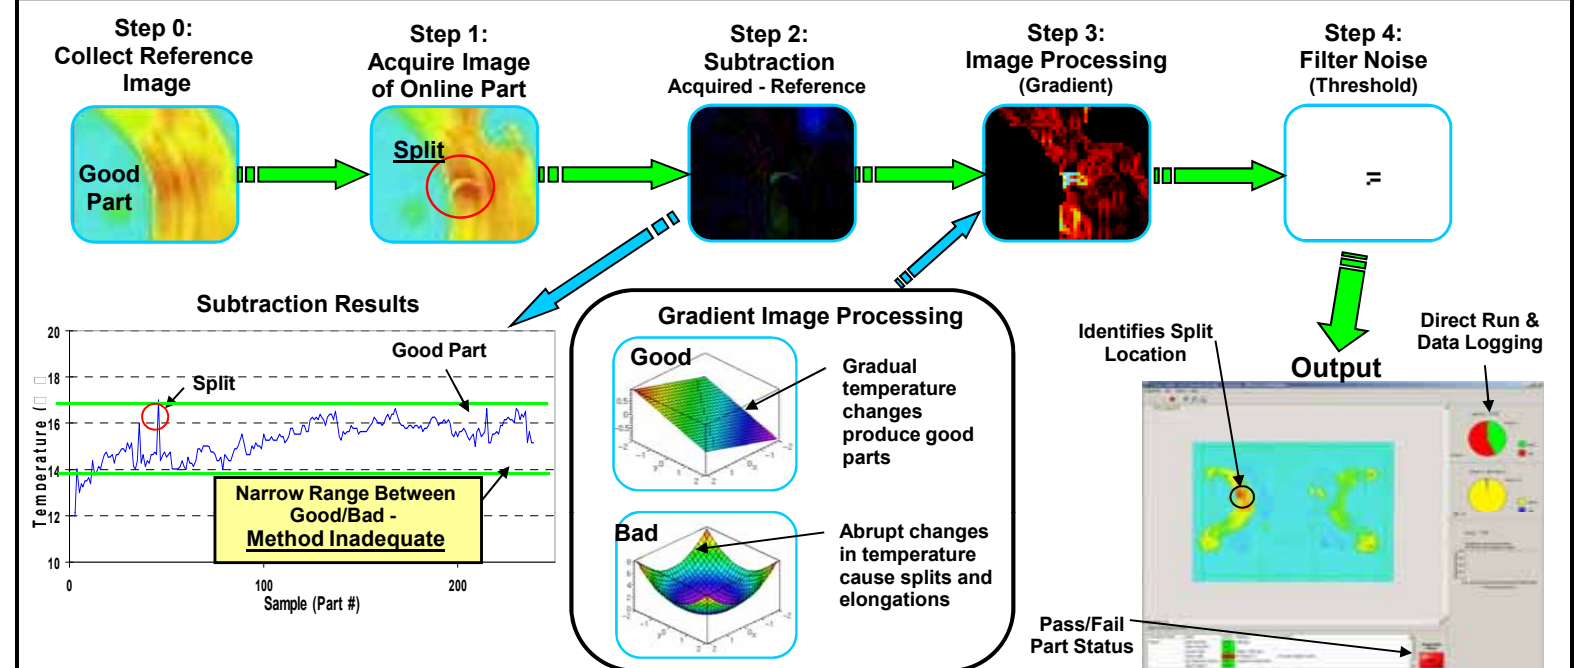 Step 0:
Collect Reference
Image
Step 1:
Acquire Image
of Online Part
Step 2:
Subtraction
Acquired - Reference
Step 3:
Image Processing
(Gradient)
Step 4:
Filter Noise
(Threshold)
Good
Part
Split
Subtraction Results
20
18
16
14
12
10
Temperature (
0
100
200
Sample (Part #)
Good Part
Split
Narrow Range Between
Good/Bad -
Method Inadequate
Gradient Image Processing
Good
Gradual
temperature
changes
produce good
parts
Bad
Abrupt changes
in temperature
cause splits and
elongations
Identifies Split
Location
Direct Run &
Data Logging
Output
Pass/Fail
Part Status